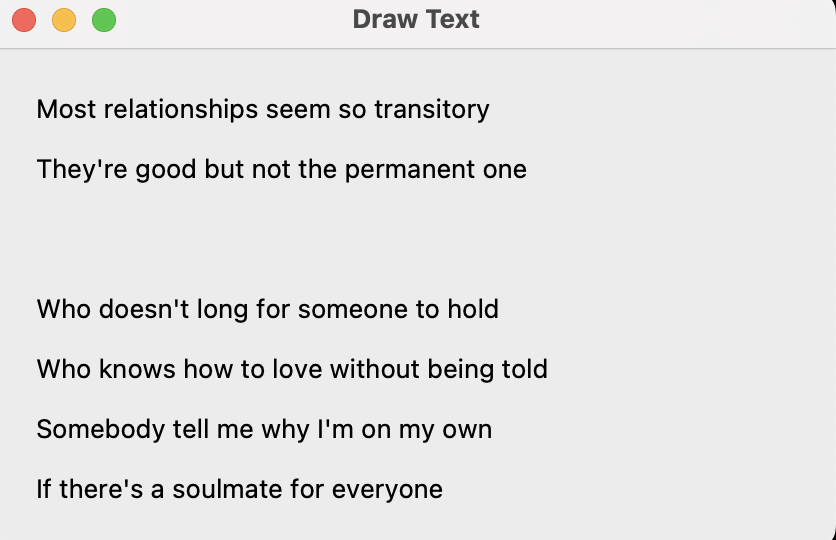 Draw Text
Most relationships seem so transitory
They're good but not the permanent one
Who doesn't long for someone to hold
Who knows how to love without being told
Somebody tell me why I'm on my own
If there's a soulmate for everyone